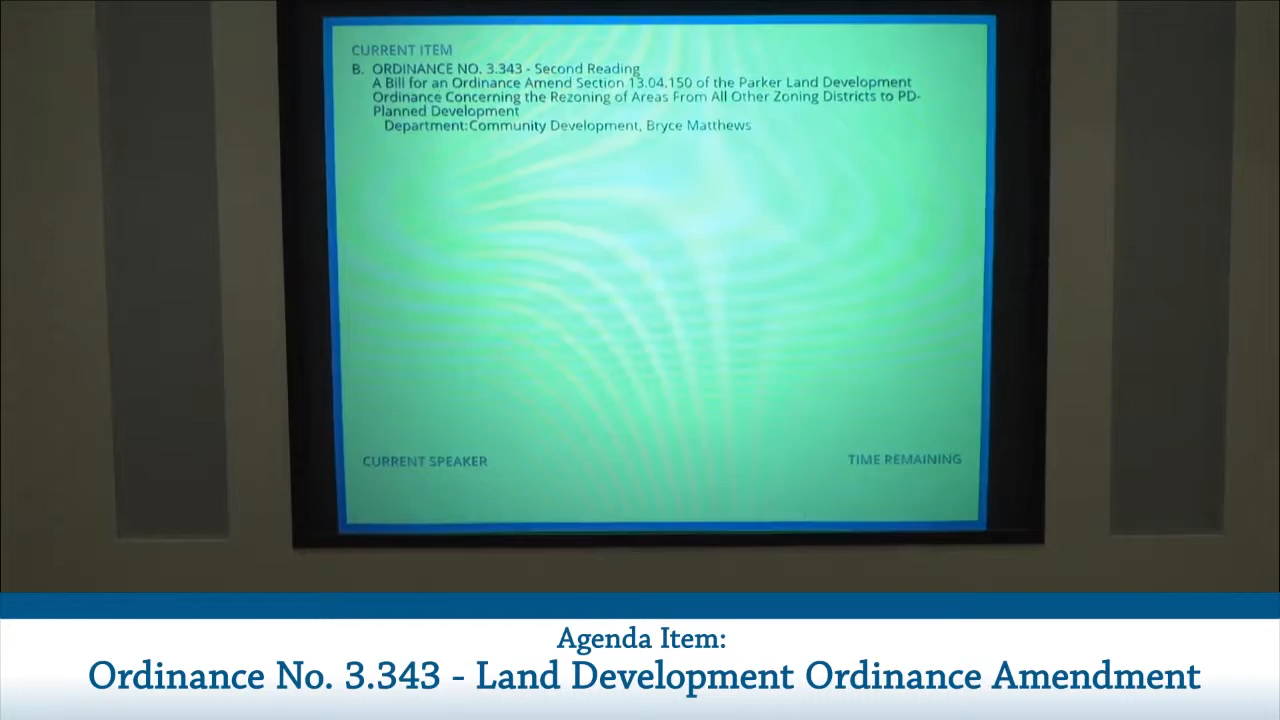 CURRENT ITEM
B. ORDINANCE NO. 3.343 - Second Reading
A Bill for an Ordinance Amend Section 13.04.150 of the Parker Land Development
Ordinance Concerning the Rezoning of Areas From All Other Zoning Districts to PD-
Planned Development
Department:Community Development, Bryce Matthews
CURRENT SPEAKER
TIME REMAINING
Agenda Item:
Ordinance No. 3.343 - Land Development Ordinance Amendment